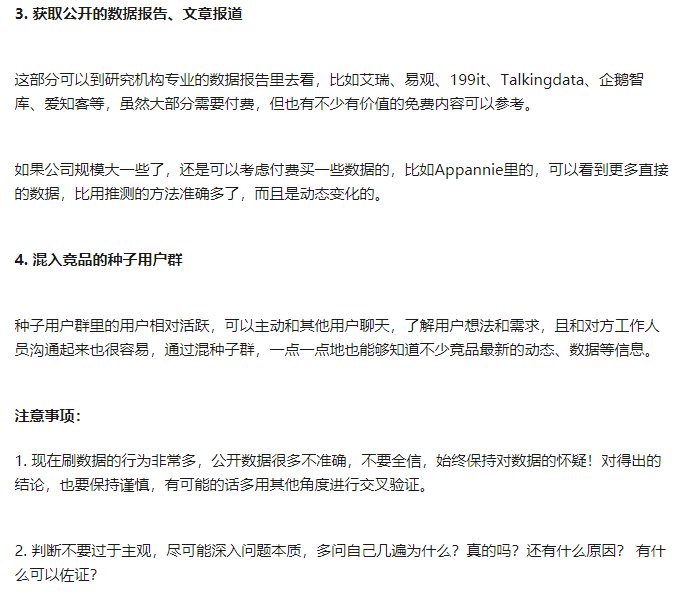 3. 获取公开的数据报告、文章报道
这部分可以到研究机构专业的数据报告里去看，比如艾瑞、易观、199it、Talkingdata、企鹅智
库、爱知客等，虽然大部分需要付费，但也有不少有价值的免费内容可以参考。
如果公司规模大一些了，还是可以考虑付费买一些数据的，比如Appannie里的，可以看到更多直接
的数据，比用推测的方法准确多了，而且是动态变化的。
4. 混入竞品的种子用户群
种子用户群里的用户相对活跃，可以主动和其他用户聊天，了解用户想法和需求，且和对方工作人
员沟通起来也很容易，通过混种子群，一点一点地也能够知道不少竞品最新的动态、数据等信息。
注意事项：
1. 现在刷数据的行为非常多，公开数据很多不准确，不要全信，始终保持对数据的怀疑！对得出的
结论，也要保持谨慎，有可能的话多用其他角度进行交叉验证。
2. 判断不要过于主观，尽可能深入问题本质，多问自己几遍为什么？真的吗？还有什么原因？ 有什
么可以佐证？